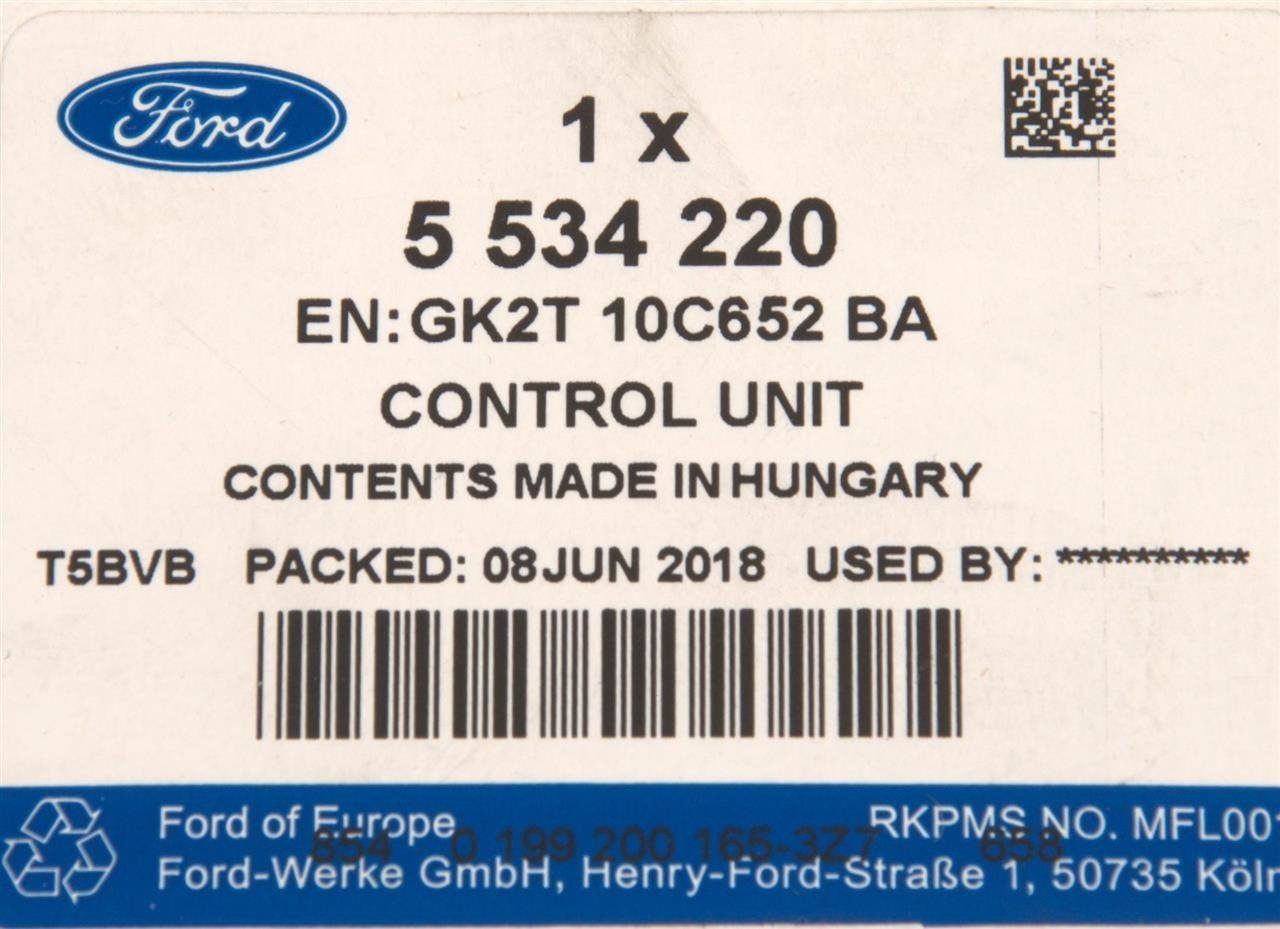 Ford
1 x
5 534 220
EN: GK2T 10C652 BA
CONTROL UNIT
CONTENTS MADE IN HUNGARY
T5BVB PACKED: 08JUN 2018 USED BY: **********
Ford of Europe RKPMS NO. MFL00
854 0 199 200 165-3Z7 658
Ford-Werke GmbH, Henry-Ford-Straße 1, 50735 Köln